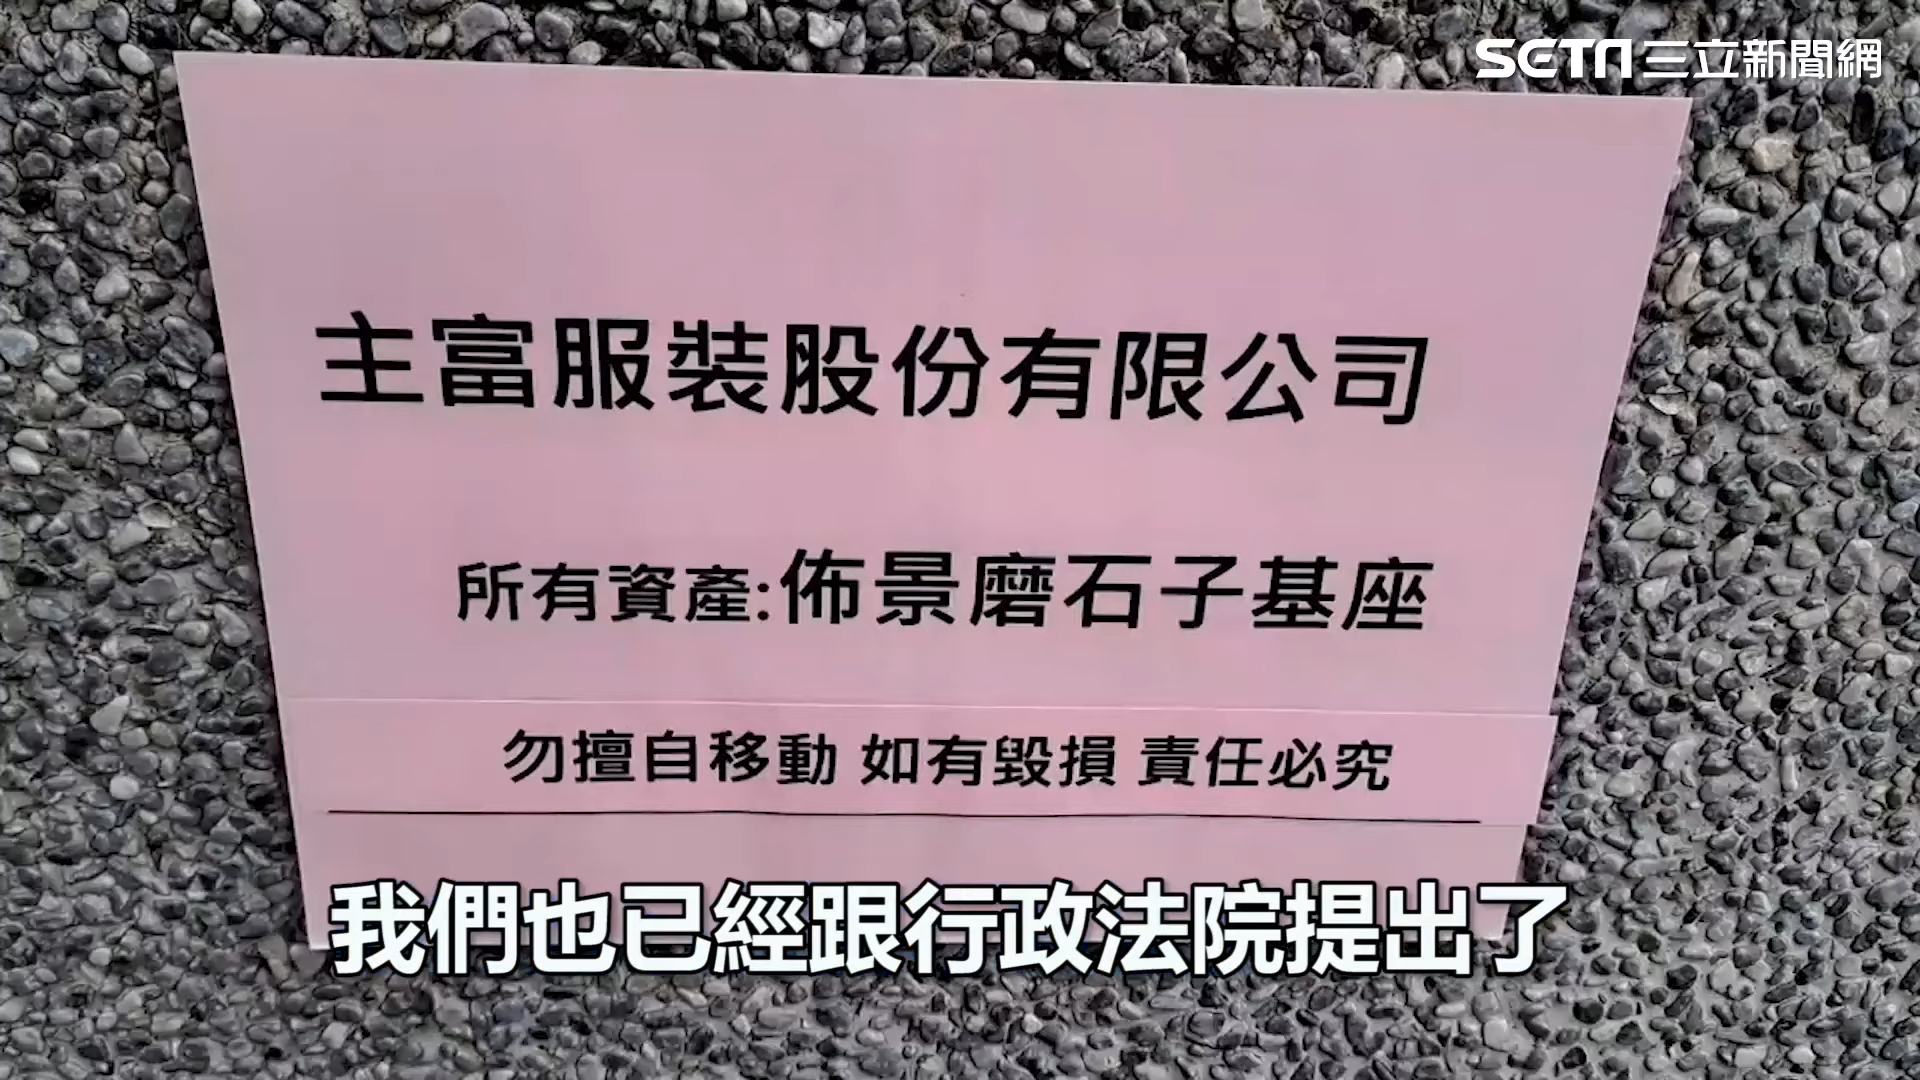 SETN三立新聞網
主富服裝股份有限公司
所有資產:佈景磨石子基座
勿擅自移動 如有毀損 責任必究
我們也已經跟行政法院提出了